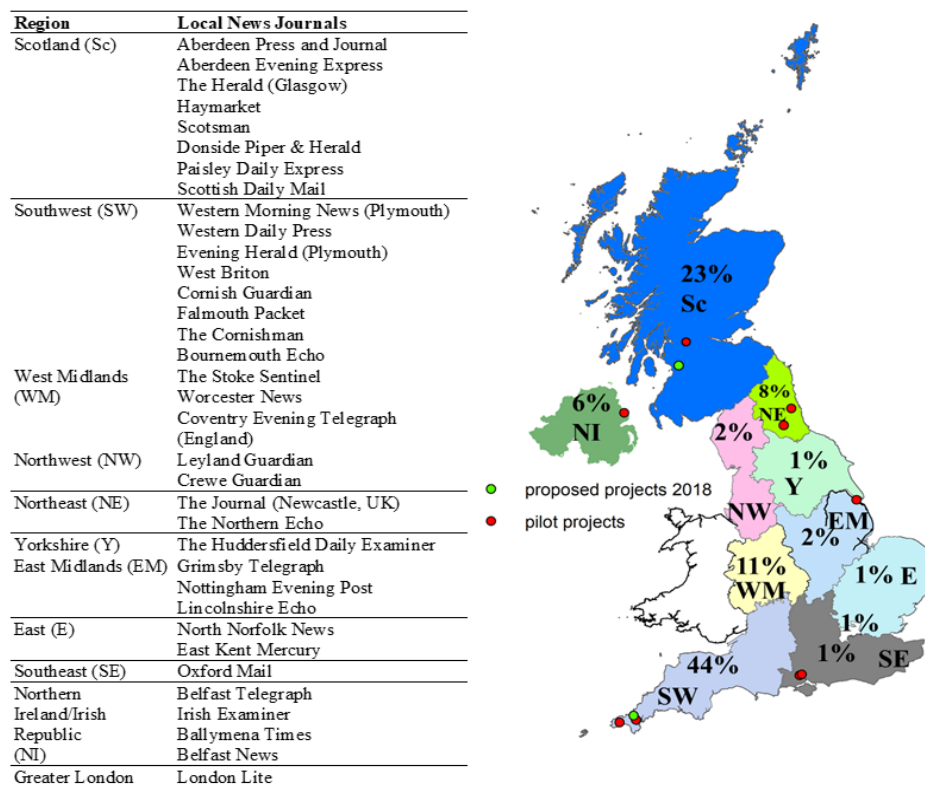 Region Local News Journals
Scotland (Sc) Aberdeen Press and Journal
Aberdeen Evening Express
The Herald (Glasgow)
Haymarket
Scotsman
Donside Piper & Herald
Paisley Daily Express
Scottish Daily Mail
Southwest (SW) Western Morning News (Plymouth)
Western Daily Press
Evening Herald (Plymouth)
West Briton
Cornish Guardian
Falmouth Packet
The Cornishman
Bournemouth Echo
West Midlands The Stoke Sentinel
(WM) Worcester News
Coventry Evening Telegraph
(England)
Northwest (NW) Leyland Guardian
Crewe Guardian
Northeast (NE) The Journal (Newcastle, UK)
The Northern Echo
Yorkshire (Y) The Huddersfield Daily Examiner
East Midlands (EM) Grimsby Telegraph
Nottingham Evening Post
Lincolnshire Echo
East (E) North Norfolk News
East Kent Mercury
Southeast (SE) Oxford Mail
Northern Belfast Telegraph
Ireland/Irish Irish Examiner
Republic Ballymena Times
(NI) Belfast News
Greater London London Lite
23%
Sc
8%
NE
6%
NI
2%
NW
1%
Y
proposed projects 2018
pilot projects
EM
2%
11%
WM
1% E
1%
1%
SE
44%
SW